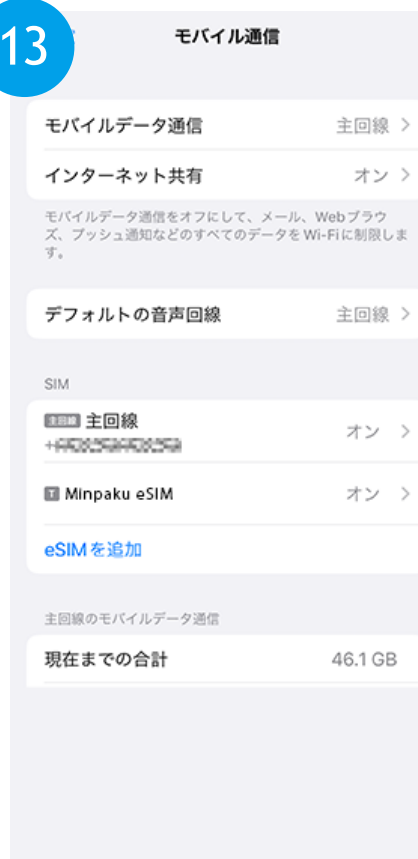 13
モバイル通信
モバイルデータ通信 主回線
インターネット共有 オン
モバイルデータ通信をオフにして、メール、Webブラウ
ズ、プッシュ通知などのすべてのデータをWi-Fiに制限しま
す。
デフォルトの音声回線 主回線
SIM
主回線 主回線 オン
T Minpaku eSIM オン
eSIMを追加
主回線のモバイルデータ通信
現在までの合計 46.1 GB